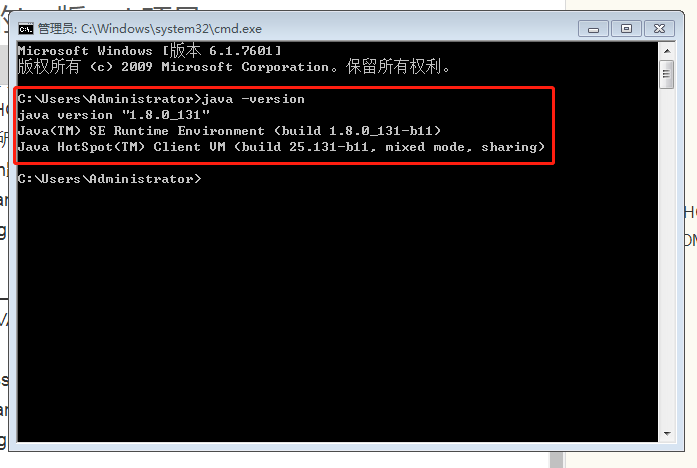 管理员: C:\Windows\system32\cmd.exe
Microsoft Windows [版本 6.1.7601]
版权所有 (c) 2009 Microsoft Corporation。保留所有权利。
C:\Users\Administrator>java -version
java version "1.8.0_131"
Java(TM) SE Runtime Environment (build 1.8.0_131-b11)
Java HotSpot(TM) Client VM (build 25.131-b11, mixed mode, sharing)
C:\Users\Administrator>